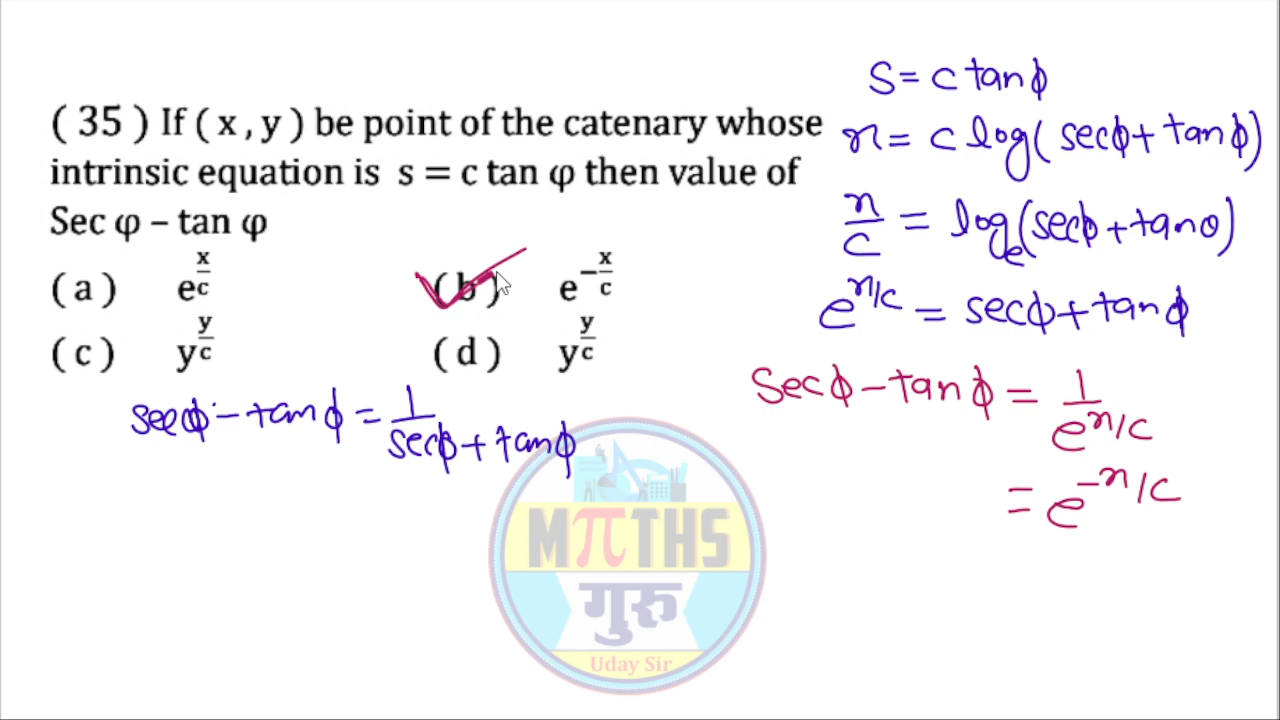 ( 35 ) If ( x , y ) be point of the catenary whose
intrinsic equation is s = c tan φ then value of
Sec φ – tan φ
( a ) e^(x/c) ( b ) e^(−x/c)
( c ) y^(y/c) ( d ) y^(y/c)
secϕ - tanϕ = 1/(secϕ + tanϕ)
S = c tanϕ
x = c log( secϕ + tanϕ)
x/c = logₑ(secϕ + tanθ)
e^(x/c) = secϕ + tanϕ
Secϕ - tanϕ = 1/e^(x/c)
= e^(-x/c)
MπTHS
गुरु
Uday Sir